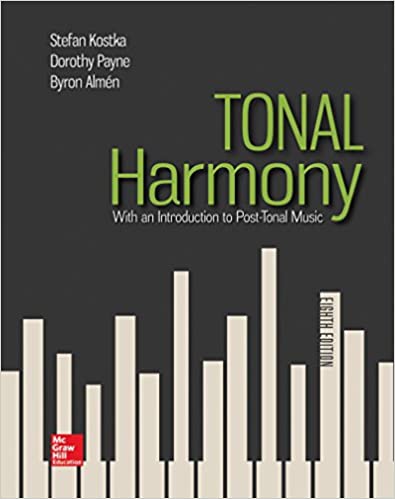 Stefan Kostka
Dorothy Payne
Byron Almén
TONAL
Harmony
With an Introduction to Post-Tonal Music
EIGHTH EDITION
Mc
Graw
Hill
Education